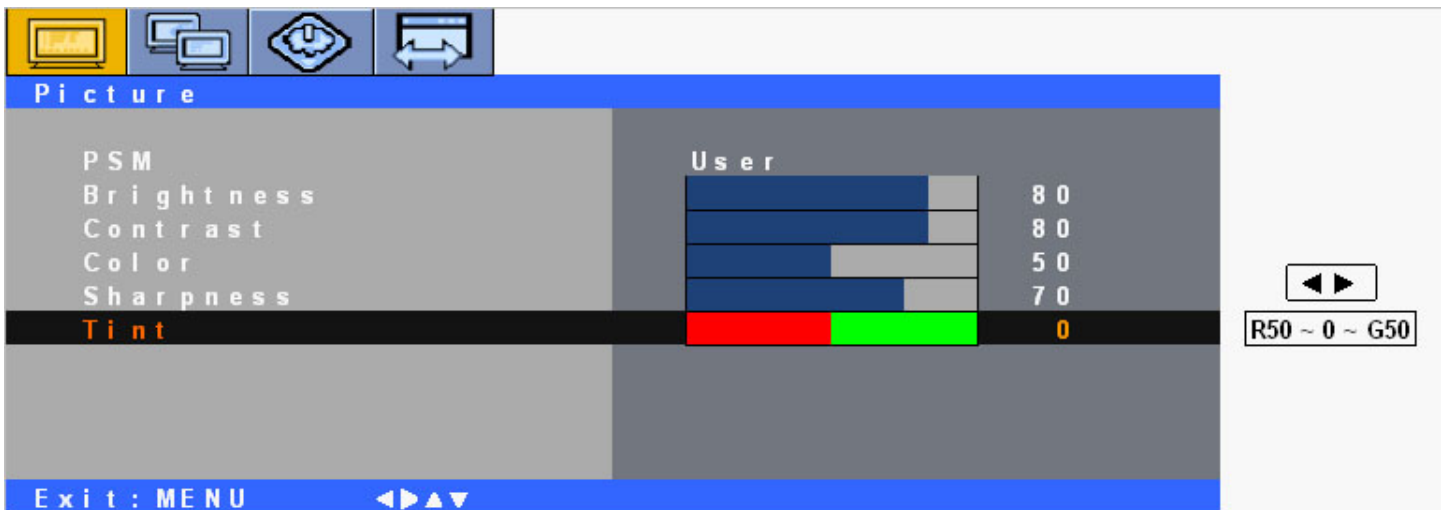 Picture
PSM User
Brightness 80
Contrast 80
Color 50
Sharpness 70
Tint 0
R50 ~ 0 ~ G50
Exit:MENU